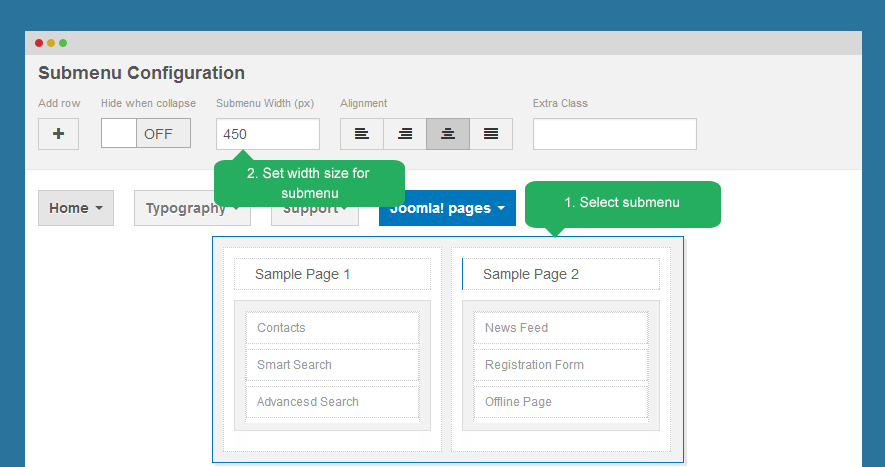 Submenu Configuration
Add row Hide when collapse Submenu Width (px) Alignment Extra Class
OFF 450
2. Set width size for
submenu
1. Select submenu
Home Typography Support Joomla! pages
Sample Page 1 Sample Page 2
Contacts News Feed
Smart Search Registration Form
Advancesd Search Offline Page